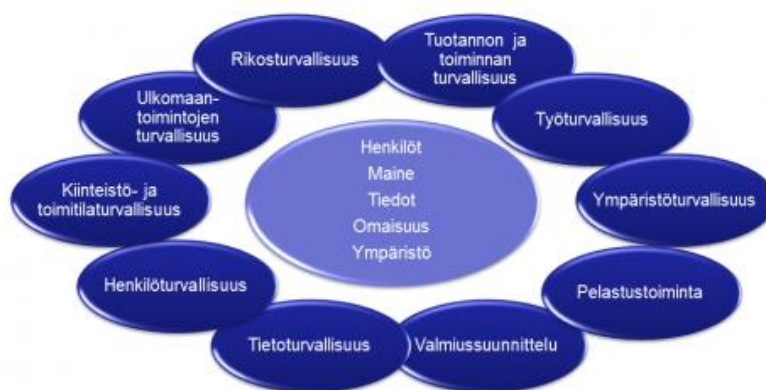 Rikosturvallisuus
Tuotannon ja
toiminnan
turvallisuus
Ulkomaan-
toimintojen
turvallisuus
Työturvallisuus
Henkilöt
Maine
Tiedot
Omaisuus
Ympäristö
Kiinteistö- ja
toimitilaturvallisuus
Ympäristöturvallisuus
Henkilöturvallisuus
Pelastustoiminta
Tietoturvallisuus
Valmiussuunnittelu